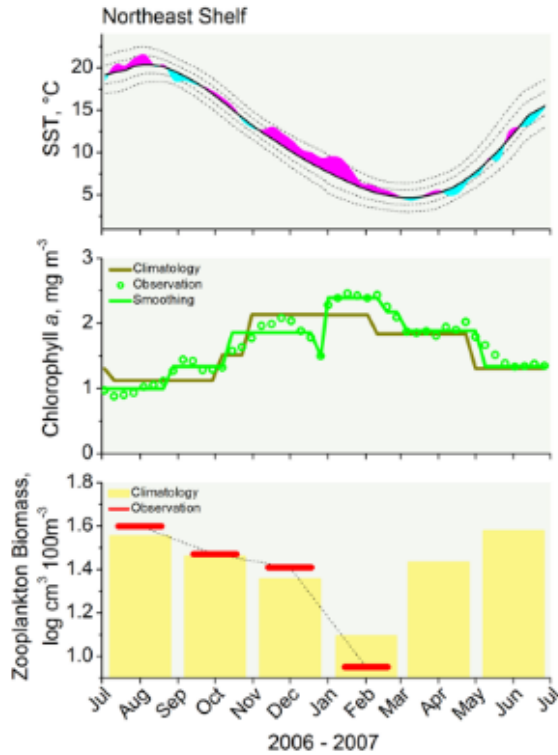 Northeast Shelf
SST, °C
20
15
10
5
Chlorophyll a, mg m⁻³
3
2
1
0
Climatology
Observation
Smoothing
Zooplankton Biomass,
log cm³ 100m⁻³
1.8
1.6
1.4
1.2
1.0
Climatology
Observation
Jul Aug Sep Oct Nov Dec Jan Feb Mar Apr May Jun Jul
2006 - 2007